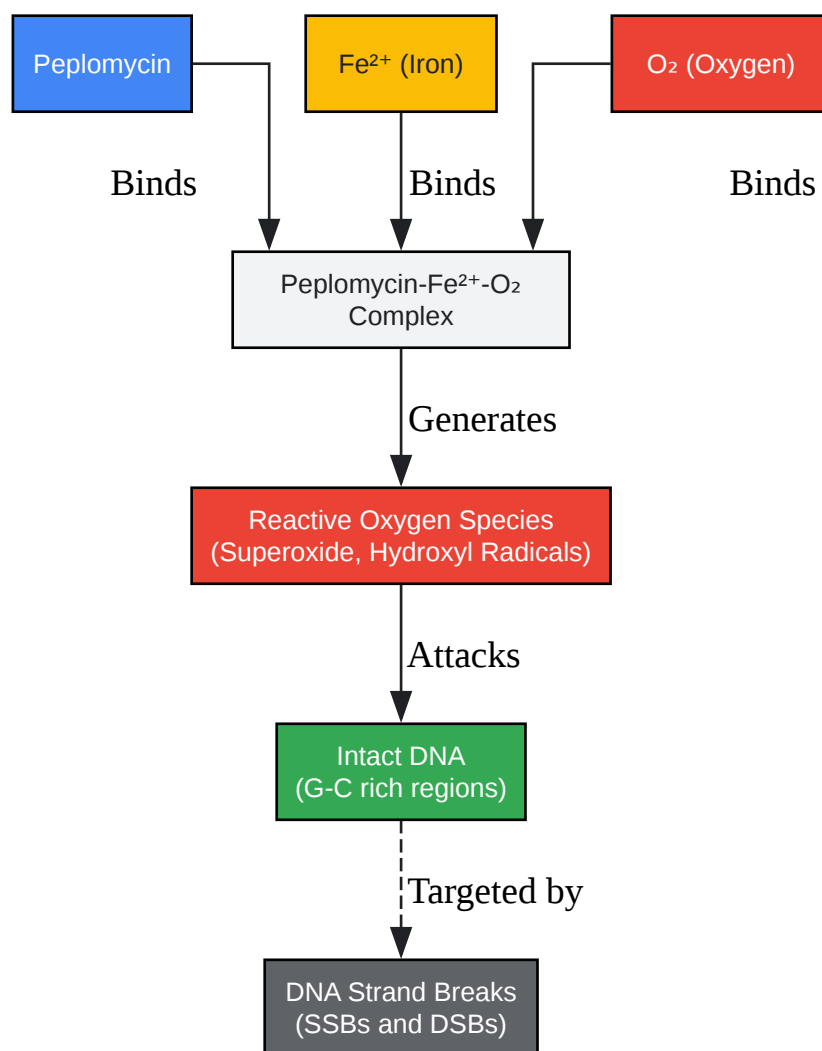 Peplomycin
Fe²⁺ (Iron)
O₂ (Oxygen)
Binds
Binds
Binds
Peplomycin-Fe²⁺-O₂
Complex
Generates
Reactive Oxygen Species
(Superoxide, Hydroxyl Radicals)
Attacks
Intact DNA
(G-C rich regions)
Targeted by
DNA Strand Breaks
(SSBs and DSBs)